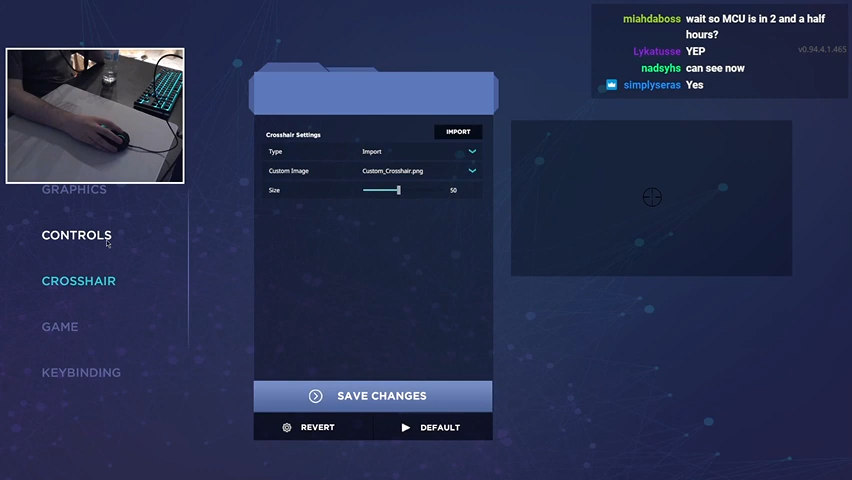 miahdaboss wait so MCU is in 2 and a half
hours?
Lykatusse YEP
v0.94.4.1.465
nadsyhs can see now
simplyseras Yes
Crosshair Settings
IMPORT
Type Import
Custom Image Custom_Crosshair.png
Size 50
GRAPHICS
CONTROLS
CROSSHAIR
GAME
KEYBINDING
SAVE CHANGES
REVERT
DEFAULT